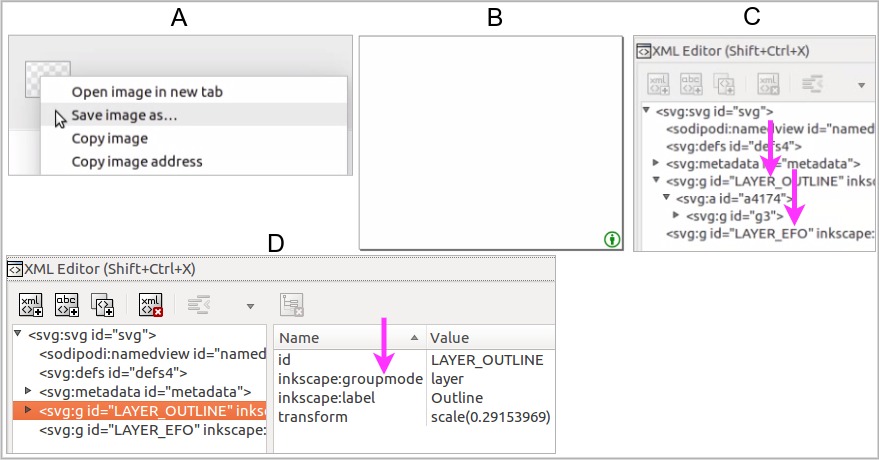 A
B
C
Open image in new tab
Save image as...
Copy image
Copy image address
XML Editor (Shift+Ctrl+X)
xml
abc
<svg:svg id="svg">
<sodipodi:namedview id="named
<svg:defs id="defs4">
<svg:metadata id="metadata">
<svg:g id="LAYER_OUTLINE" inks
<svg:a id="a4174">
<svg:g id="g3">
<svg:g id="LAYER_EFO" inkscape:
D
XML Editor (Shift+Ctrl+X)
xml
abc
xml
<svg:svg id="svg">
<sodipodi:namedview id="named
<svg:defs id="defs4">
<svg:metadata id="metadata">
<svg:g id="LAYER_OUTLINE" inks
<svg:g id="LAYER_EFO" inkscape:
Name Value
id LAYER_OUTLINE
inkscape:groupmode layer
inkscape:label Outline
transform scale(0.29153969)